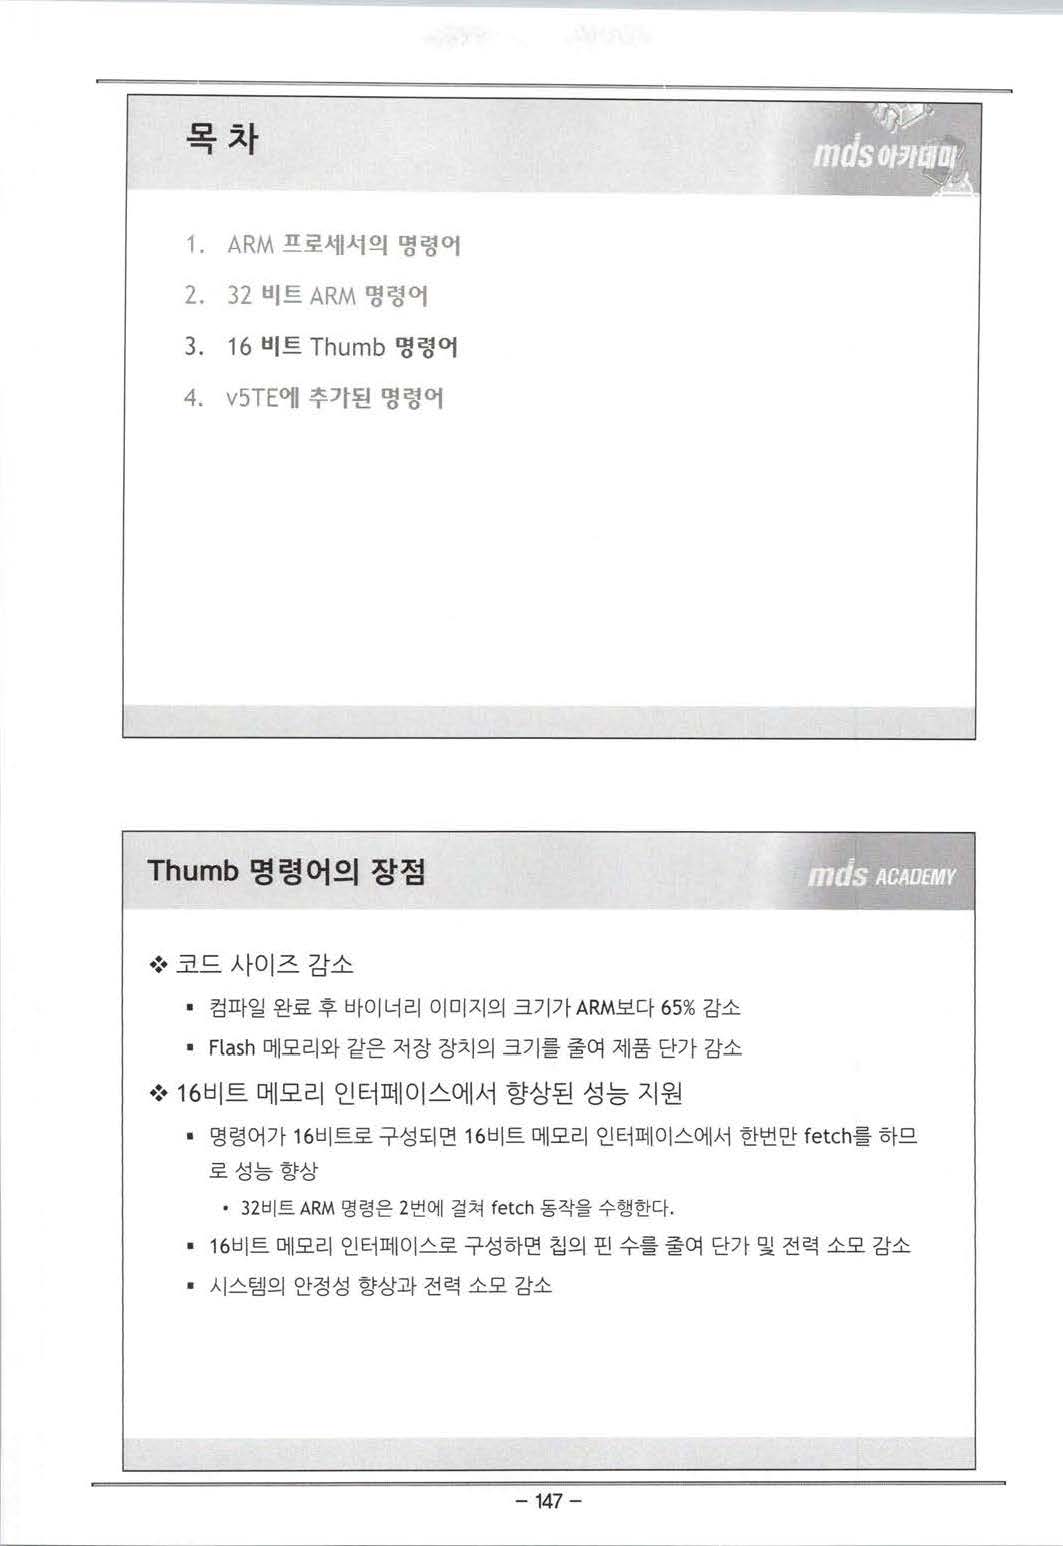 목 차
mds 아카데미
1. ARM 프로세서의 명령어
2. 32 비트 ARM 명령어
3. 16 비트 Thumb 명령어
4. v5TE에 추가된 명령어
Thumb 명령어의 장점
mds ACADEMY
❖ 코드 사이즈 감소
▪ 컴파일 완료 후 바이너리 이미지의 크기가 ARM보다 65% 감소
▪ Flash 메모리와 같은 저장 장치의 크기를 줄여 제품 단가 감소
❖ 16비트 메모리 인터페이스에서 향상된 성능 지원
▪ 명령어가 16비트로 구성되면 16비트 메모리 인터페이스에서 한번만 fetch를 하므
로 성능 향상
• 32비트 ARM 명령은 2번에 걸쳐 fetch 동작을 수행한다.
▪ 16비트 메모리 인터페이스로 구성하면 칩의 핀 수를 줄여 단가 및 전력 소모 감소
▪ 시스템의 안정성 향상과 전력 소모 감소
– 147 –